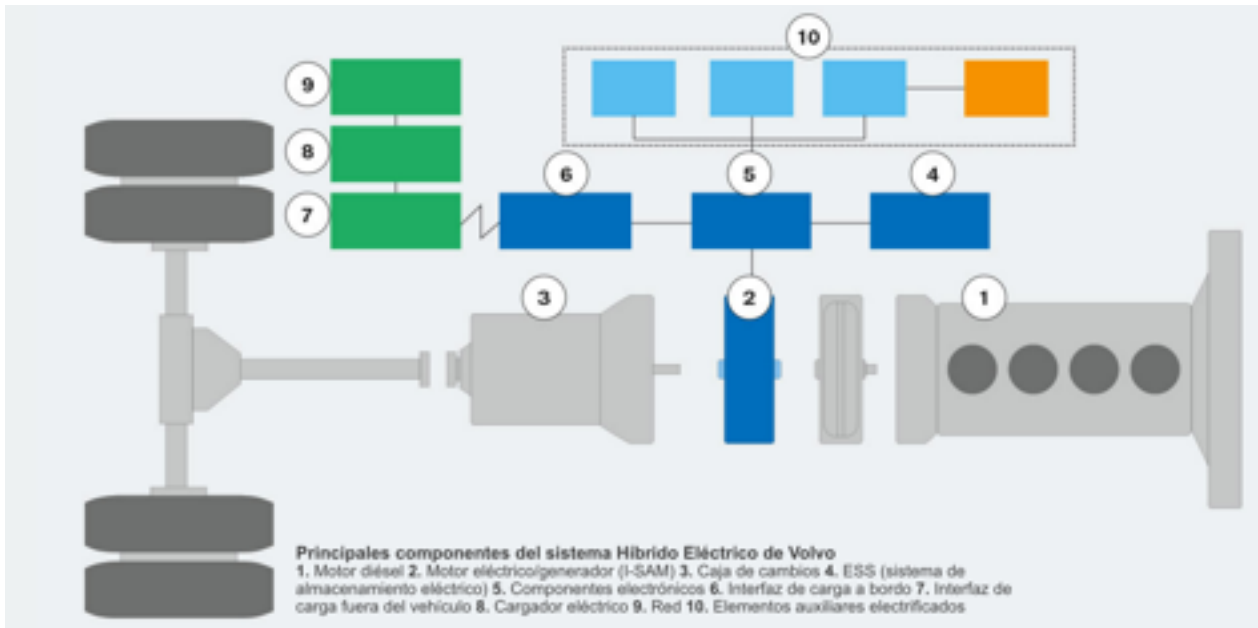 10
9
8
6
5
4
7
3
2
1
Principales componentes del sistema Híbrido Eléctrico de Volvo
1. Motor diésel 2. Motor eléctrico/generador (I-SAM) 3. Caja de cambios 4. ESS (sistema de
almacenamiento eléctrico) 5. Componentes electrónicos 6. Interfaz de carga a bordo 7. Interfaz de
carga fuera del vehículo 8. Cargador eléctrico 9. Red 10. Elementos auxiliares electrificados